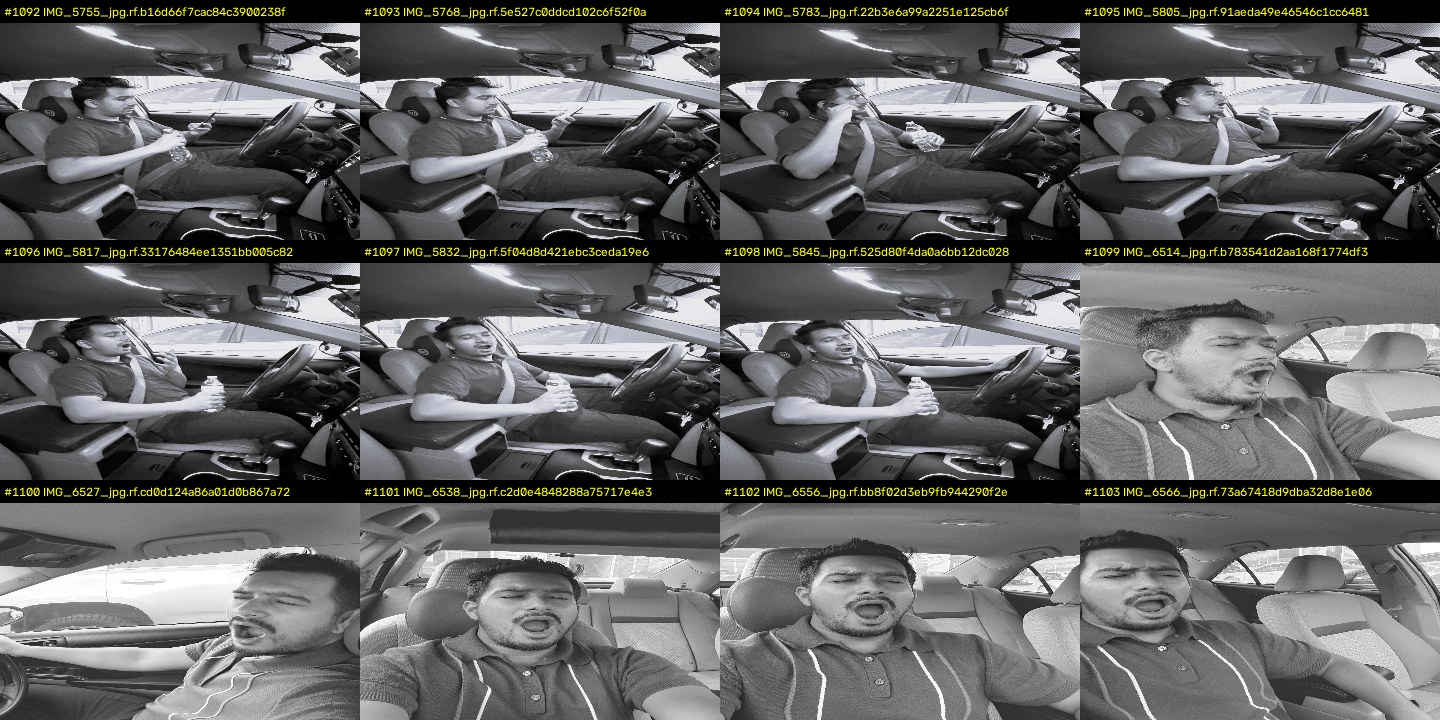 #1092 IMG_5755_jpg.rf.b16d66f7cac84c3900238f
#1093 IMG_5768_jpg.rf.5e527c0ddcd102c6f52f0a
#1094 IMG_5783_jpg.rf.22b3e6a99a2251e125cb6f
#1095 IMG_5805_jpg.rf.91aeda49e46546c1cc6481
#1096 IMG_5817_jpg.rf.33176484ee1351bb005c82
#1097 IMG_5832_jpg.rf.5f04d8d421ebc3ceda19e6
#1098 IMG_5845_jpg.rf.525d80f4da0a6bb12dc028
#1099 IMG_6514_jpg.rf.b783541d2aa168f1774df3
#1100 IMG_6527_jpg.rf.cd0d124a86a01d0b867a72
#1101 IMG_6538_jpg.rf.c2d0e4848288a75717e4e3
#1102 IMG_6556_jpg.rf.bb8f02d3eb9fb944290f2e
#1103 IMG_6566_jpg.rf.73a67418d9dba32d8e1e06